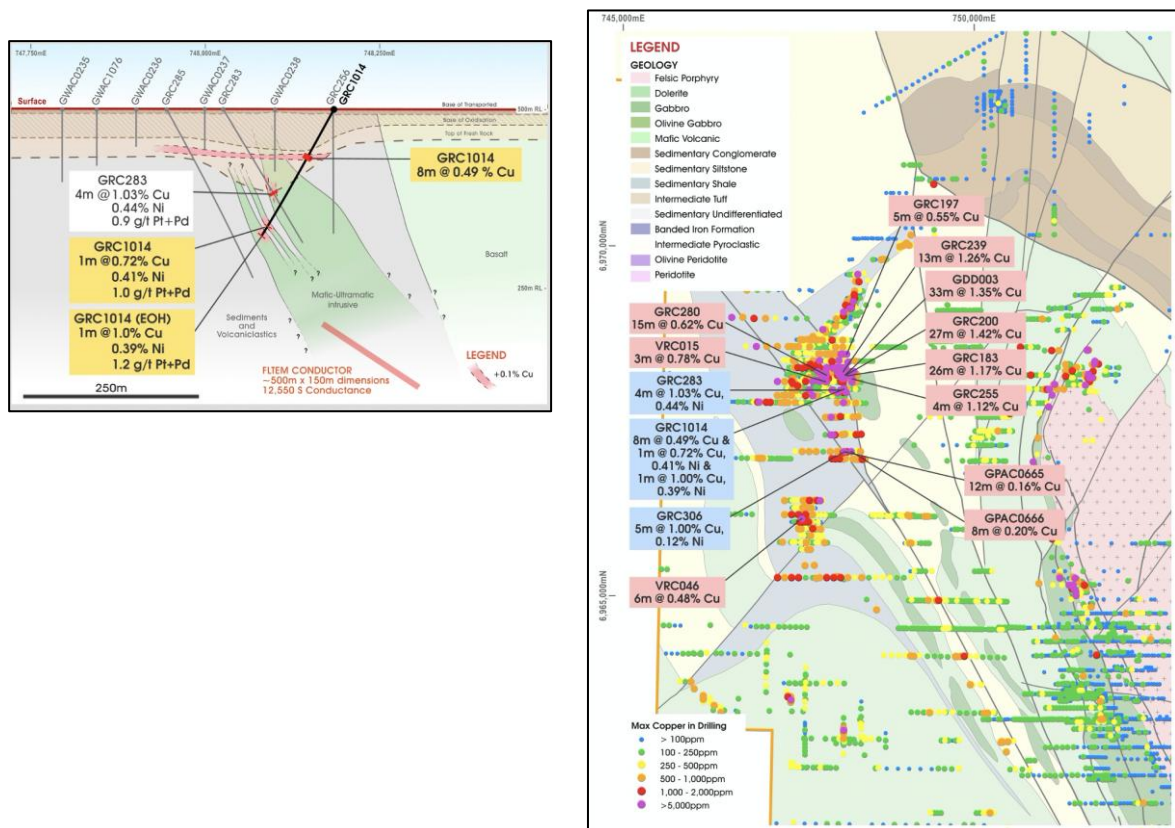 747,750mE
748,000mE
748,250mE
GWAC0235
GWAC1076
GWAC0236
GRC285
GWAC0237
GRC283
GWAC0238
GRC256
GRC1014
Surface
Base of Transported
500m RL
Base of Oxidisation
Top of Fresh Rock
GRC1014
8m @ 0.49 % Cu
GRC283
4m @ 1.03% Cu
0.44% Ni
0.9 g/t Pt+Pd
GRC1014
1m @ 0.72% Cu
0.41% Ni
1.0 g/t Pt+Pd
GRC1014 (EOH)
1m @ 1.0% Cu
0.39% Ni
1.2 g/t Pt+Pd
?
?
?
?
?
?
?
?
?
?
Basalt
250m RL
Mafic-Ultramafic
intrusive
Sediments
and
Volcaniclastics
250m
FLTEM CONDUCTOR
~500m x 150m dimensions
12,550 S Conductance
LEGEND
+0.1% Cu
745,000mE
750,000mE
6,970,000mN
6,965,000mN
LEGEND
GEOLOGY
Felsic Porphyry
Dolerite
Gabbro
Olivine Gabbro
Mafic Volcanic
Sedimentary Conglomerate
Sedimentary Siltstone
Sedimentary Shale
Intermediate Tuff
Sedimentary Undifferentiated
Banded Iron Formation
Intermediate Pyroclastic
Olivine Peridotite
Peridotite
GRC197
5m @ 0.55% Cu
GRC239
13m @ 1.26% Cu
GDD003
33m @ 1.35% Cu
GRC200
27m @ 1.42% Cu
GRC183
26m @ 1.17% Cu
GRC255
4m @ 1.12% Cu
GRC280
15m @ 0.62% Cu
VRC015
3m @ 0.78% Cu
GRC283
4m @ 1.03% Cu,
0.44% Ni
GRC1014
8m @ 0.49% Cu &
1m @ 0.72% Cu,
0.41% Ni &
1m @ 1.00% Cu,
0.39% Ni
GRC306
5m @ 1.00% Cu,
0.12% Ni
VRC046
6m @ 0.48% Cu
GPAC0665
12m @ 0.16% Cu
GPAC0666
8m @ 0.20% Cu
Max Copper in Drilling
> 100ppm
100 - 250ppm
250 - 500ppm
500 - 1,000ppm
1,000 - 2,000ppm
>5,000ppm